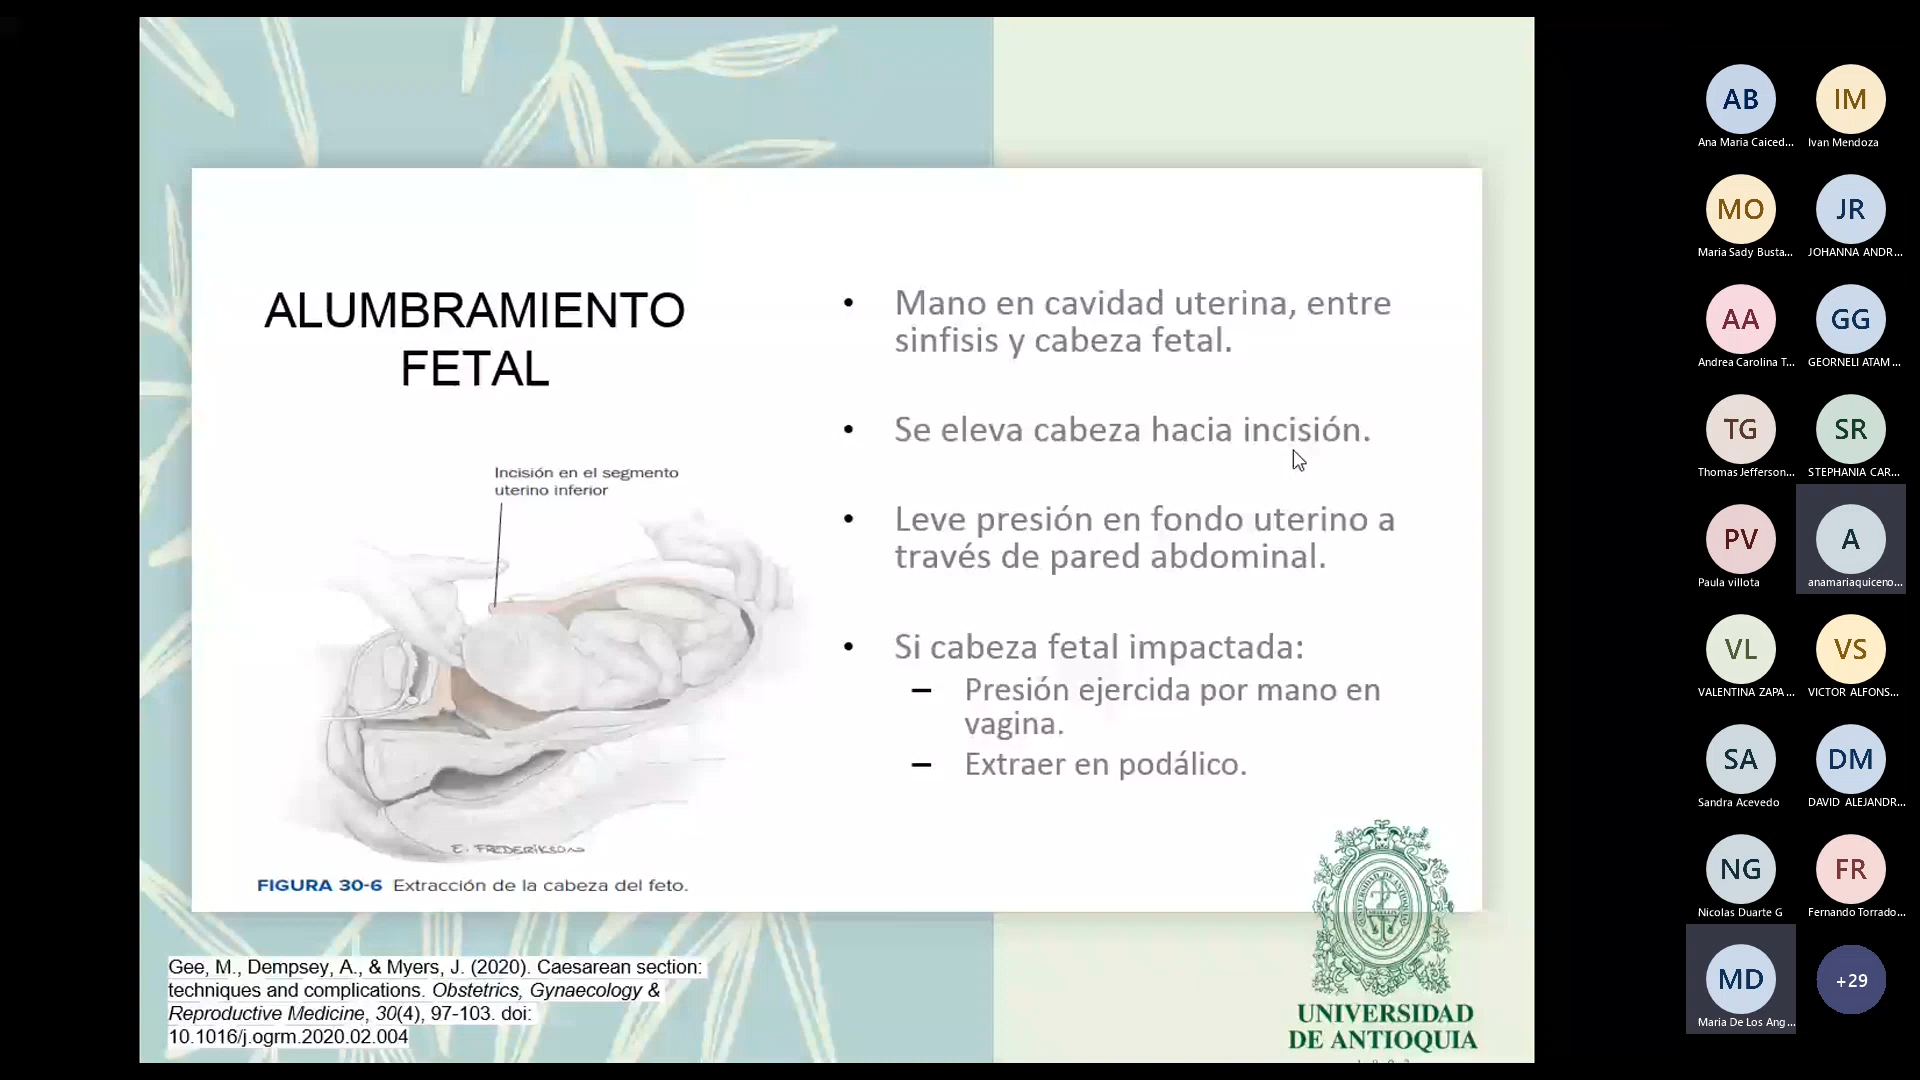 ALUMBRAMIENTO
FETAL
Incisión en el segmento
uterino inferior
E. FREDERIKSON
FIGURA 30-6 Extracción de la cabeza del feto.
• Mano en cavidad uterina, entre
sinfisis y cabeza fetal.
• Se eleva cabeza hacia incisión.
• Leve presión en fondo uterino a
través de pared abdominal.
• Si cabeza fetal impactada:
– Presión ejercida por mano en
vagina.
– Extraer en podálico.
Gee, M., Dempsey, A., & Myers, J. (2020). Caesarean section:
techniques and complications. Obstetrics, Gynaecology &
Reproductive Medicine, 30(4), 97-103. doi:
10.1016/j.ogrm.2020.02.004
UNIVERSIDAD
DE ANTIOQUIA
AB
Ana Maria Caiced...
IM
Ivan Mendoza
MO
Maria Sady Busta...
JR
JOHANNA ANDR...
AA
Andrea Carolina T...
GG
GEORNELI ATAM...
TG
Thomas Jefferson...
SR
STEPHANIA CAR...
PV
Paula villota
A
anamariaquiceno...
VL
VALENTINA ZAPA...
VS
VICTOR ALFONS...
SA
Sandra Acevedo
DM
DAVID ALEJANDR...
NG
Nicolas Duarte G
FR
Fernando Torrado...
MD
Maria De Los Ang...
+29